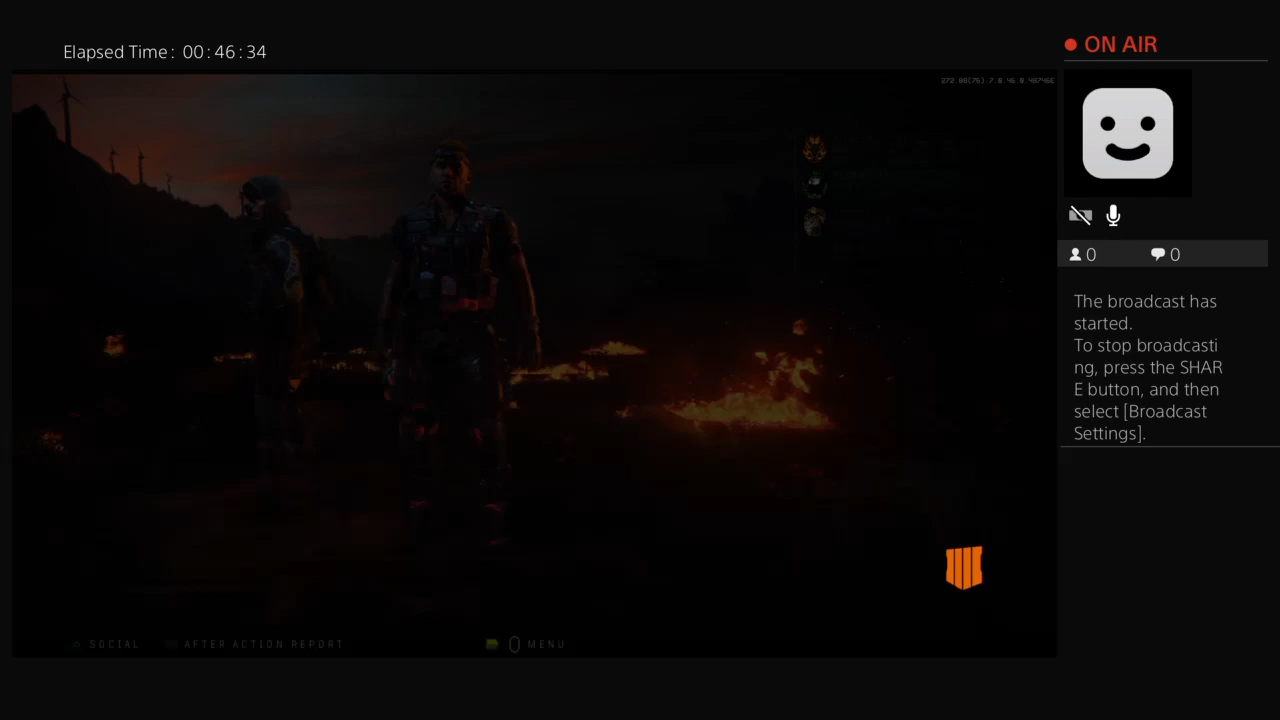 Elapsed Time: 00:46:34
ON AIR
0 0
The broadcast has
started.
To stop broadcasti
ng, press the SHAR
E button, and then
select [Broadcast
Settings].
SOCIAL AFTER ACTION REPORT MENU